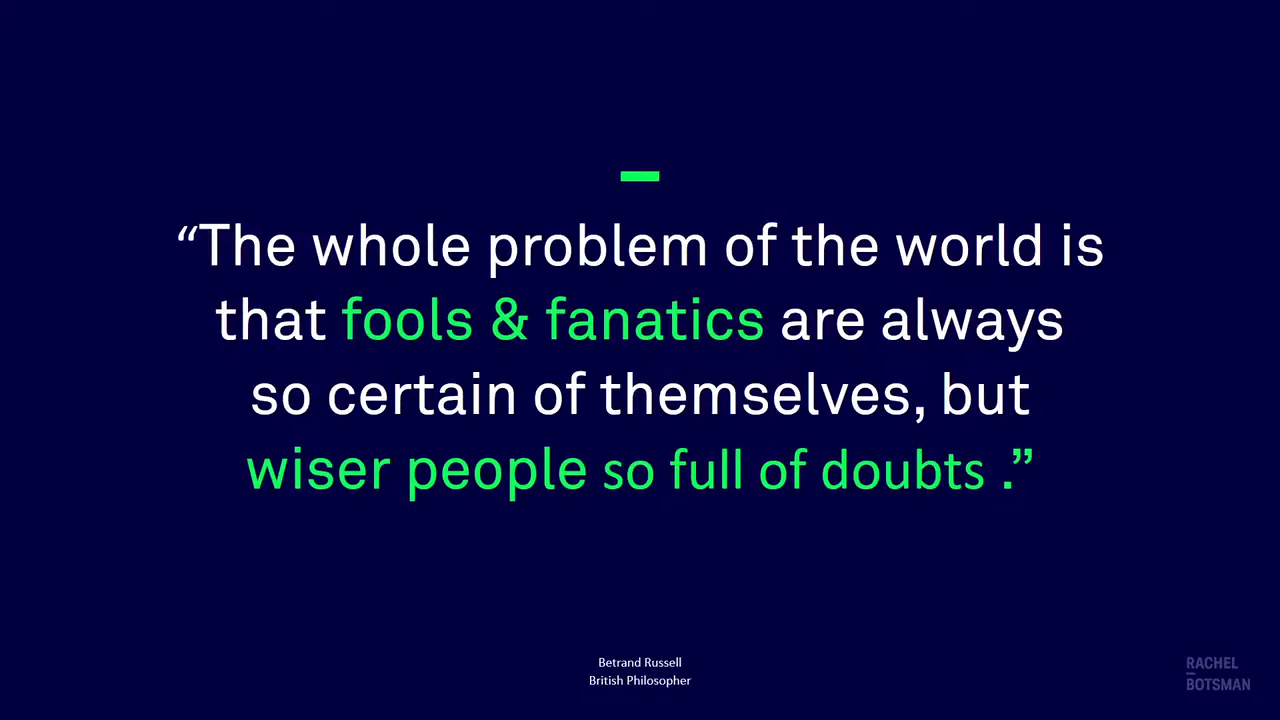 “The whole problem of the world is
that fools & fanatics are always
so certain of themselves, but
wiser people so full of doubts .”
Betrand Russell
British Philosopher
RACHEL
BOTSMAN